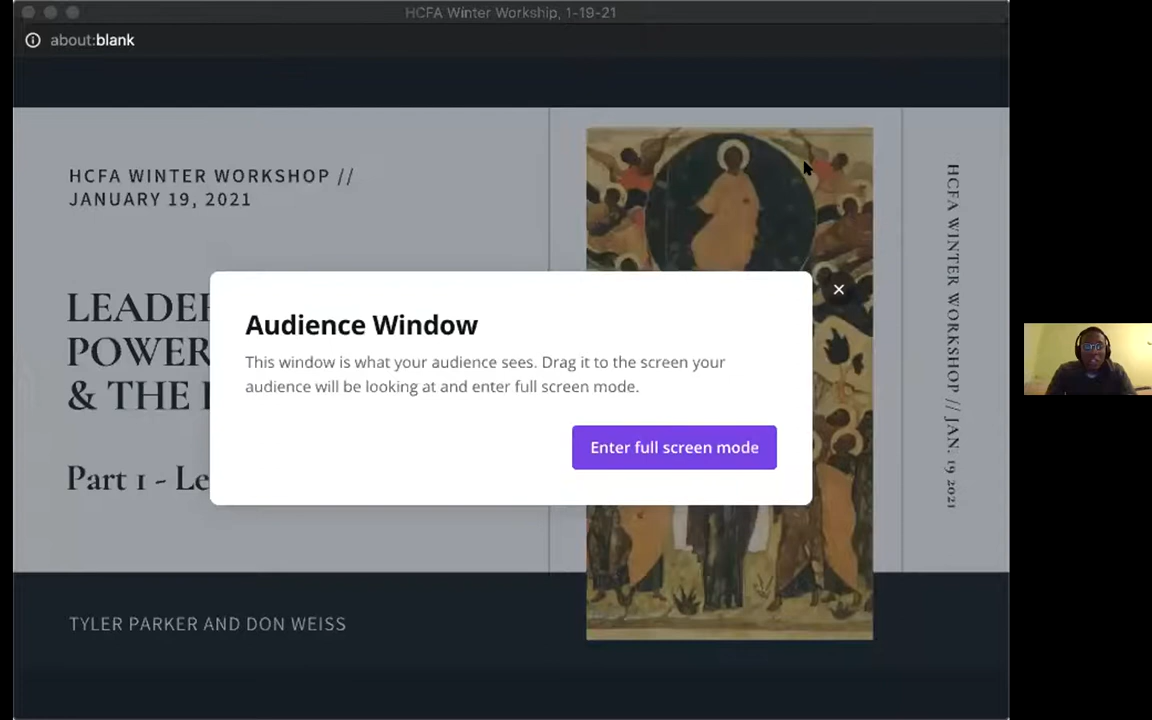 HCFA Winter Workship, 1-19-21
about:blank
HCFA WINTER WORKSHOP //
JANUARY 19, 2021
LEADER
POWER
& THE
Part 1 - Le
Audience Window
This window is what your audience sees. Drag it to the screen your
audience will be looking at and enter full screen mode.
Enter full screen mode
HCFA WINTER WORKSHOP // JAN. 19 2021
TYLER PARKER AND DON WEISS